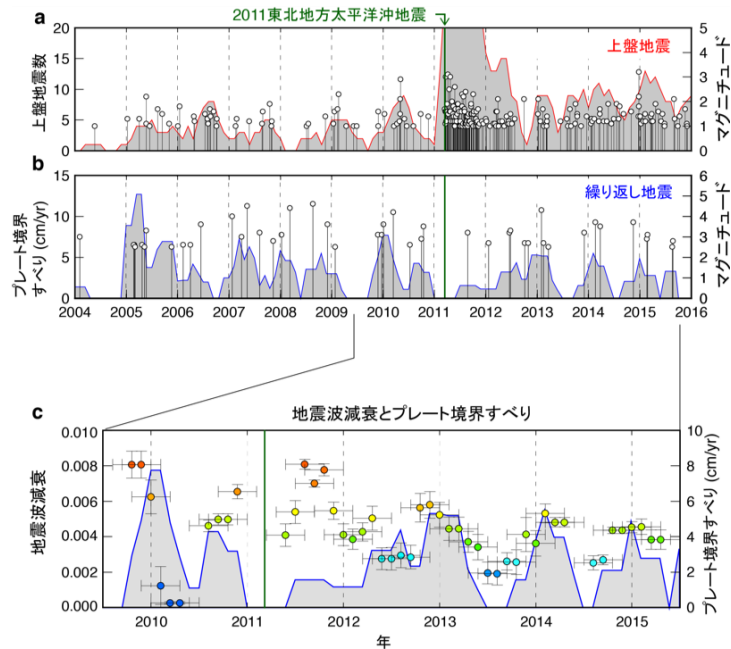 2011東北地方太平洋沖地震
a
20
15
10
5
0
上盤地震数
上盤地震
5
4
3
2
1
0
マグニチュード
b
15
10
5
0
プレート境界
すべり (cm/yr)
繰り返し地震
6
5
4
3
2
1
0
マグニチュード
2004 2005 2006 2007 2008 2009 2010 2011 2012 2013 2014 2015 2016
c
地震波減衰とプレート境界すべり
0.010
0.008
0.006
0.004
0.002
0.000
地震波減衰
10
8
6
4
2
0
プレート境界すべり (cm/yr)
2010 2011 2012 2013 2014 2015
年